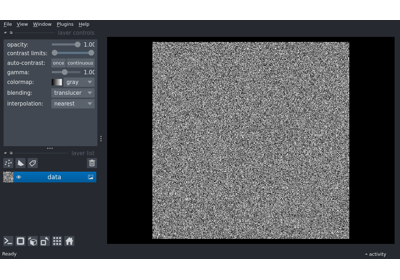 File View Window Plugins Help
layer controls
opacity: 1.00
contrast limits:
auto-contrast: once continuous
gamma: 1.00
colormap: gray
blending: translucer
interpolation: nearest
layer list
data
Ready
activity